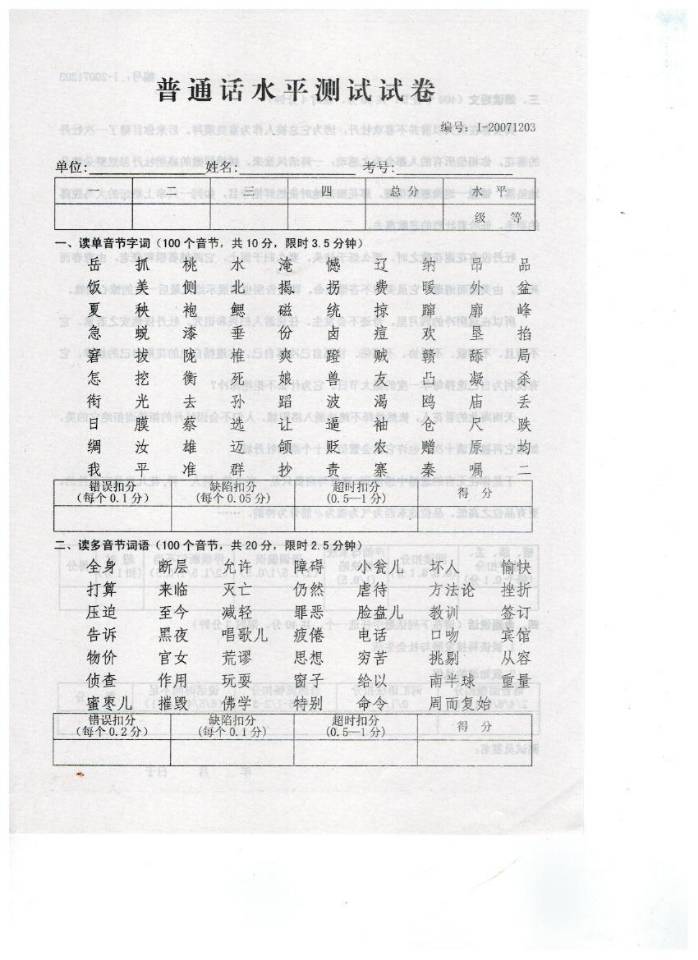 普通话水平测试试卷
编号：I-20071203
单位： 姓名： 考号：
一 二 三 四 总分 水平
级 等
一、读单音节字词（100个音节，共10分，限时3.5分钟）
岳 抓 桃 水 淹 憾 辽 纳 昂 品
饭 美 侧 北 揭 拐 费 暖 外 盆
夏 秋 袍 鳃 磁 统 掠 蹿 廓 峰
急 蜕 漆 垂 份 卤 痘 欢 垦 掐
窘 拔 陇 椎 爽 蹬 贼 赣 舔 局
怎 挖 衡 死 娘 兽 友 凸 凝 杀
街 光 去 孙 蹈 波 渴 鸥 庙 丢
日 膜 蔡 选 让 逼 袖 仓 尺 跌
绸 汝 雄 迈 颌 贬 农 赠 原 均
我 平 准 群 抄 贵 寨 秦 嘱 二
错误扣分 缺陷扣分 超时扣分 得分
（每个0.1分） （每个0.05分） （0.5—1分）
二、读多音节词语（100个音节，共20分，限时2.5分钟）
全身 断层 允许 障碍 小瓮儿 坏人 愉快
打算 来临 灭亡 仍然 虐待 方法论 挫折
压迫 至今 减轻 罪恶 脸盘儿 教训 签订
告诉 黑夜 唱歌儿 疲倦 电话 口吻 宾馆
物价 宫女 荒谬 思想 穷苦 挑剔 从容
侦查 作用 玩耍 窗子 给以 南半球 重量
蜜枣儿 摧毁 佛学 特别 命令 周而复始
错误扣分 缺陷扣分 超时扣分 得分
（每个0.2分） （每个0.1分） （0.5—1分）